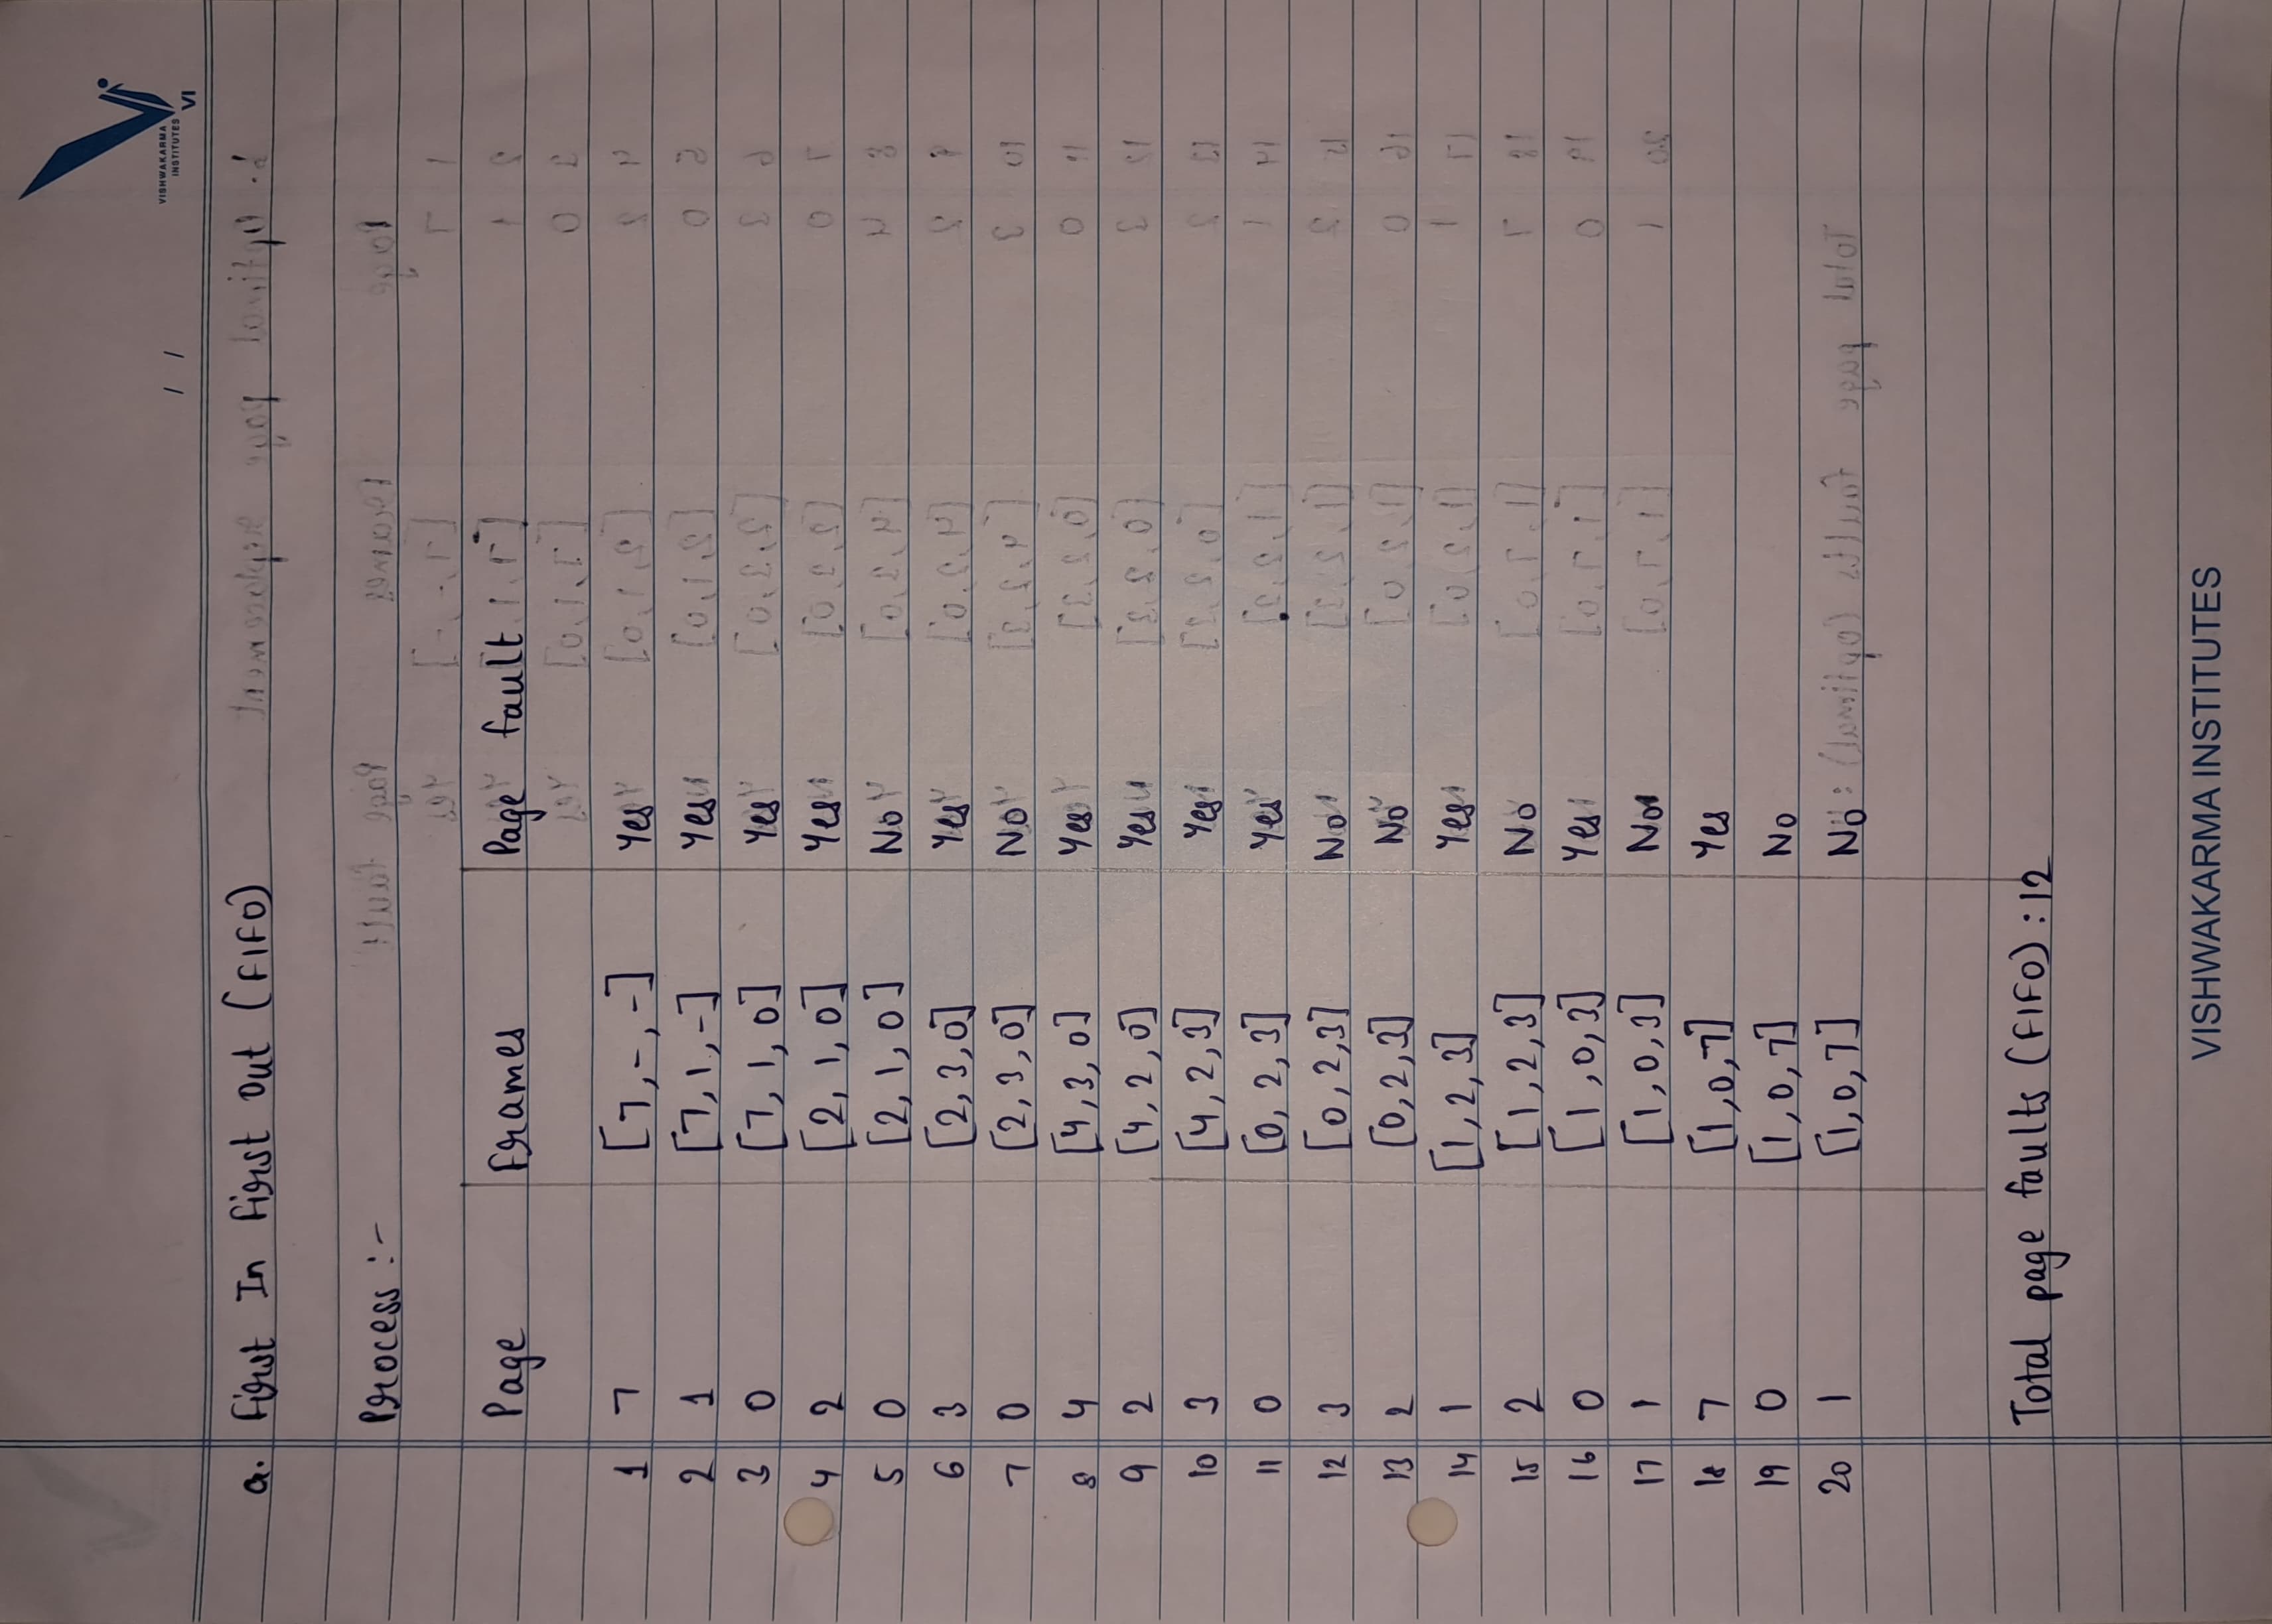 VISHWAKARMA
INSTITUTES
VI
/ /
a. First In First Out (FIFO)
Process :-
Page Frames Page fault
1 7 [7,-,-] Yes
2 1 [7,1,-] Yes
3 0 [7,1,0] Yes
4 2 [2,1,0] Yes
5 0 [2,1,0] No
6 3 [2,3,0] Yes
7 0 [2,3,0] No
8 4 [4,3,0] Yes
9 2 [4,2,0] Yes
10 3 [4,2,3] Yes
11 0 [0,2,3] Yes
12 3 [0,2,3] No
13 2 [0,2,3] No
14 1 [1,2,3] Yes
15 2 [1,2,3] No
16 0 [1,0,3] Yes
17 1 [1,0,3] No
18 7 [1,0,7] Yes
19 0 [1,0,7] No
20 1 [1,0,7] No
Total page faults (FIFO) : 12
VISHWAKARMA INSTITUTES